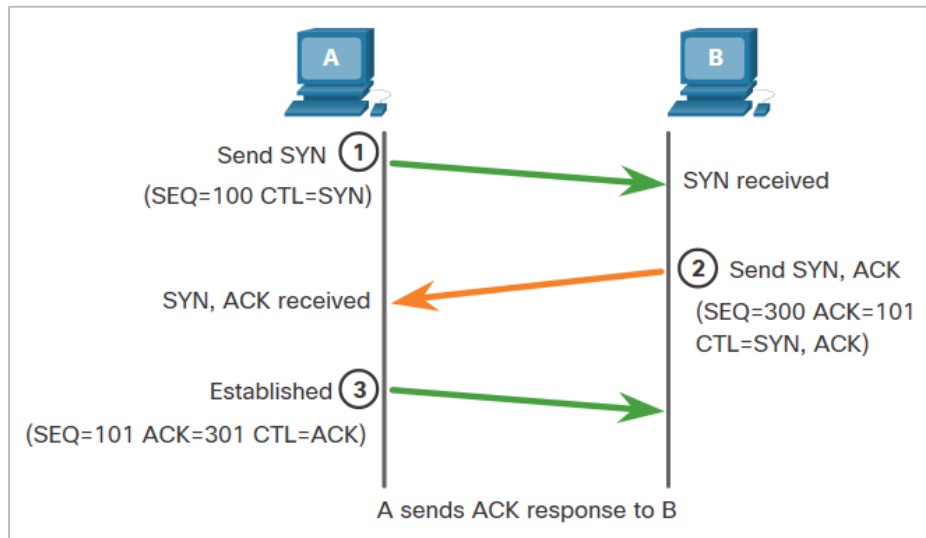 A
B
Send SYN 1
(SEQ=100 CTL=SYN)
SYN received
2 Send SYN, ACK
(SEQ=300 ACK=101
CTL=SYN, ACK)
SYN, ACK received
Established 3
(SEQ=101 ACK=301 CTL=ACK)
A sends ACK response to B